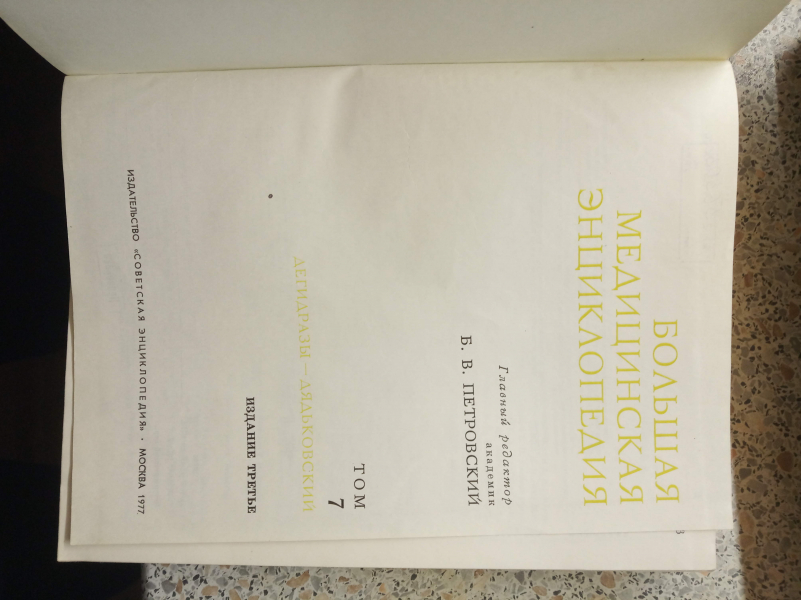 БОЛЬШАЯ
МЕДИЦИНСКАЯ
ЭНЦИКЛОПЕДИЯ
Главный редактор
академик
Б. В. ПЕТРОВСКИЙ
ТОМ
7
ДЕГИДРАЗЫ — ДЯДЬКОВСКИЙ
ИЗДАНИЕ ТРЕТЬЕ
ИЗДАТЕЛЬСТВО «СОВЕТСКАЯ ЭНЦИКЛОПЕДИЯ» · МОСКВА 1977